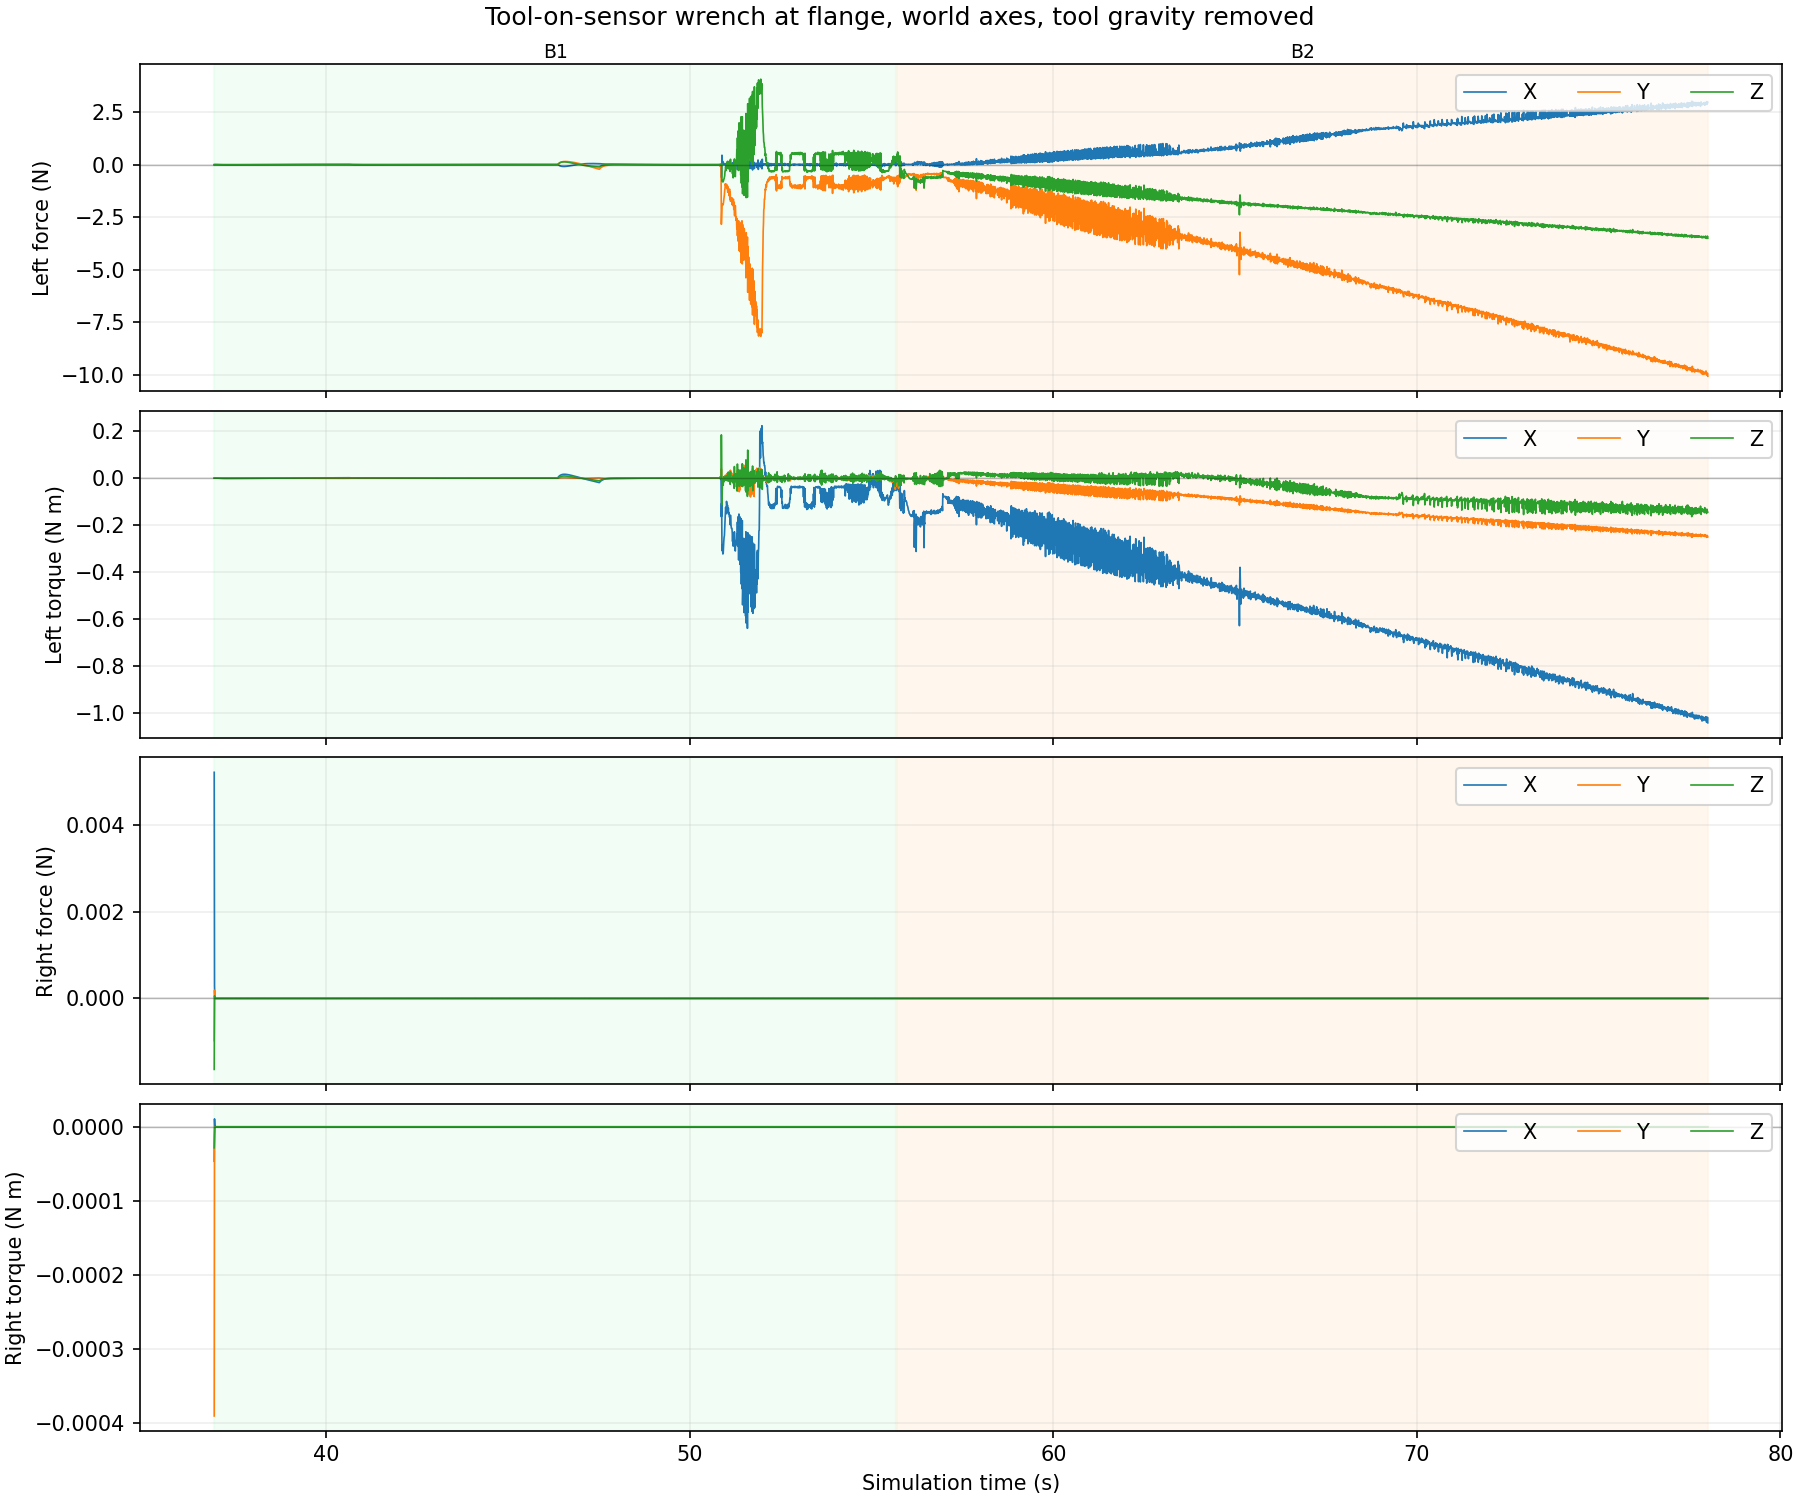 Tool-on-sensor wrench at flange, world axes, tool gravity removed
B1 B2
X Y Z
2.5
0.0
−2.5
−5.0
−7.5
−10.0
Left force (N)
X Y Z
0.2
0.0
−0.2
−0.4
−0.6
−0.8
−1.0
Left torque (N m)
X Y Z
0.004
0.002
0.000
Right force (N)
X Y Z
0.0000
−0.0001
−0.0002
−0.0003
−0.0004
Right torque (N m)
40 50 60 70 80
Simulation time (s)